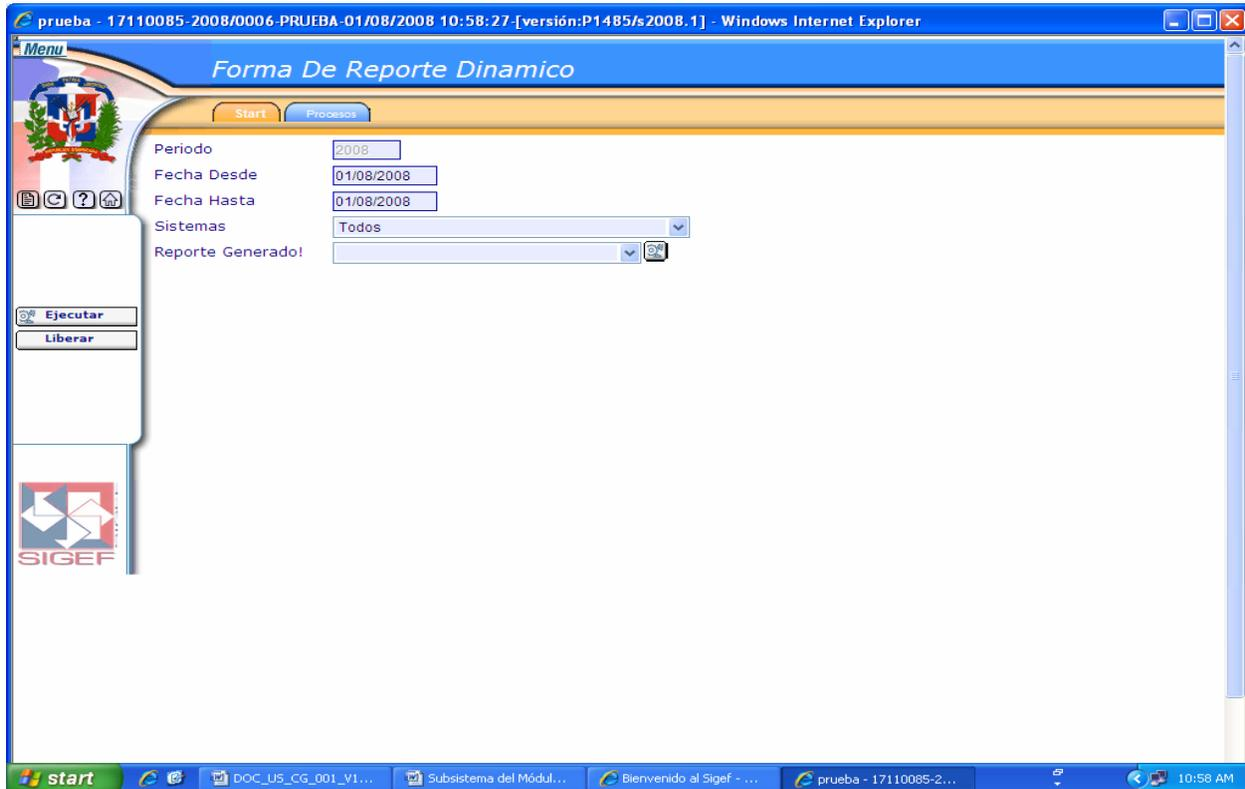 prueba - 17110085-2008/0006-PRUEBA-01/08/2008 10:58:27-[versión:P1485/s2008.1] - Windows Internet Explorer
Menu
Forma De Reporte Dinamico
Start Procesos
Periodo 2008
Fecha Desde 01/08/2008
Fecha Hasta 01/08/2008
Sistemas Todos
Reporte Generado!
Ejecutar
Liberar
SIGEF
start DOC_US_CG_001_V1... Subsistema del Módul... Bienvenido al Sigef - ... prueba - 17110085-2... 10:58 AM